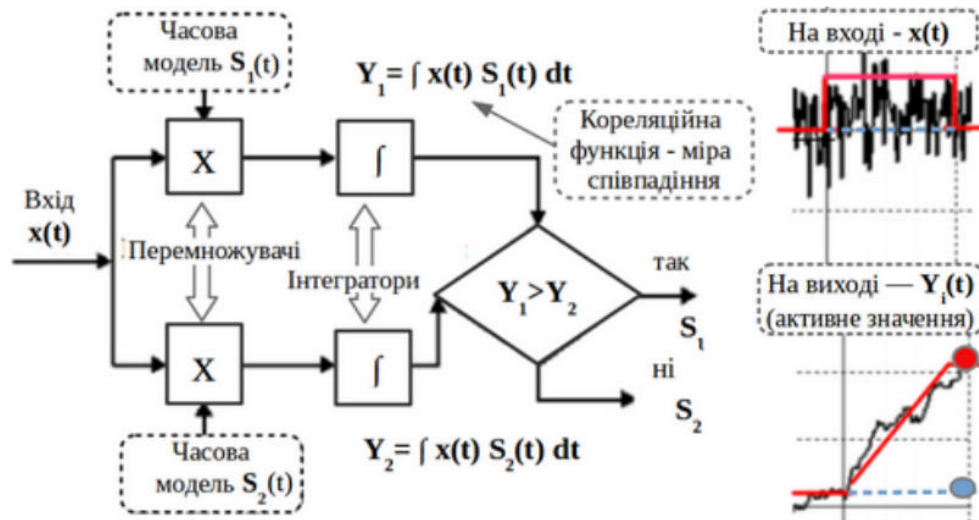 Часова
модель S₁(t)
Y₁= ∫ x(t) S₁(t) dt
Кореляційна
функція - міра
співпадіння
X
∫
Вхід
x(t)
Перемножувачі
Інтегратори
Y₁>Y₂
так
S₁
ні
S₂
X
∫
Часова
модель S₂(t)
Y₂= ∫ x(t) S₂(t) dt
На вході - x(t)
На виході — Yᵢ(t)
(активне значення)